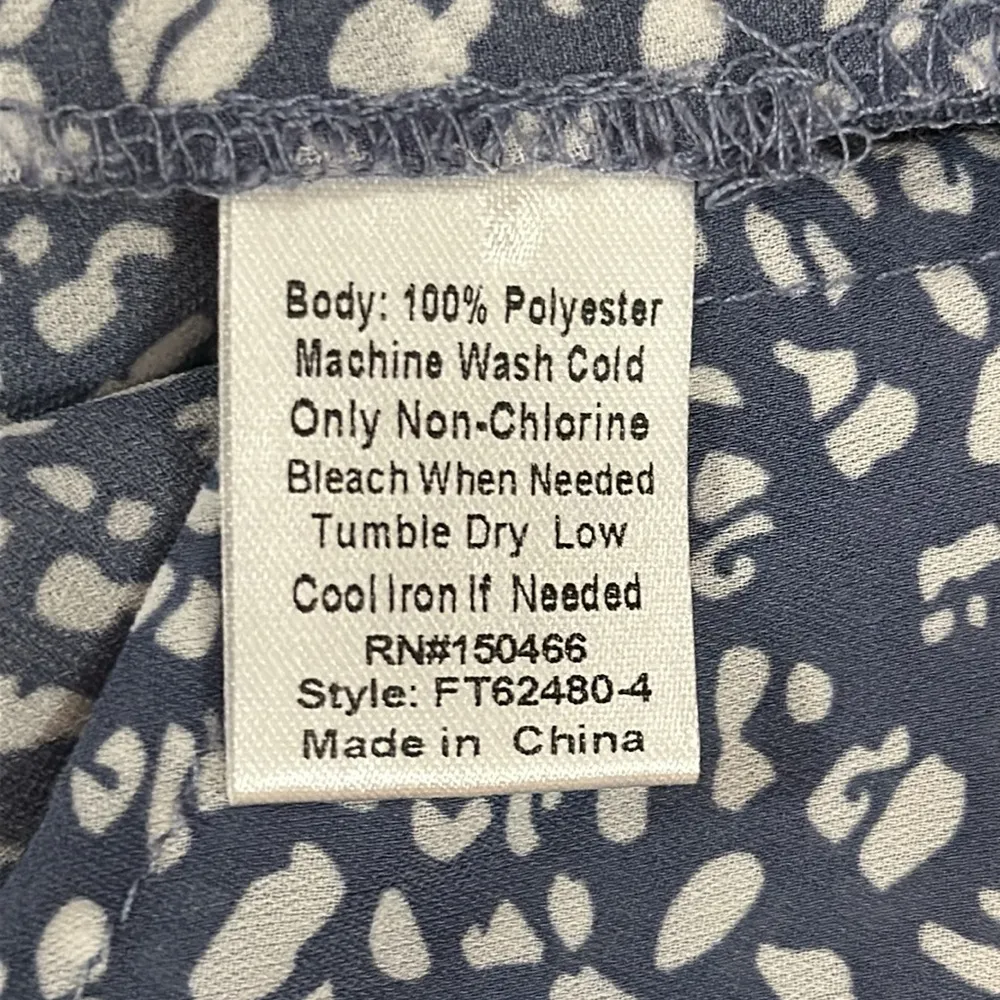 Body: 100% Polyester
Machine Wash Cold
Only Non-Chlorine
Bleach When Needed
Tumble Dry Low
Cool Iron If Needed
RN#150466
Style: FT62480-4
Made in China